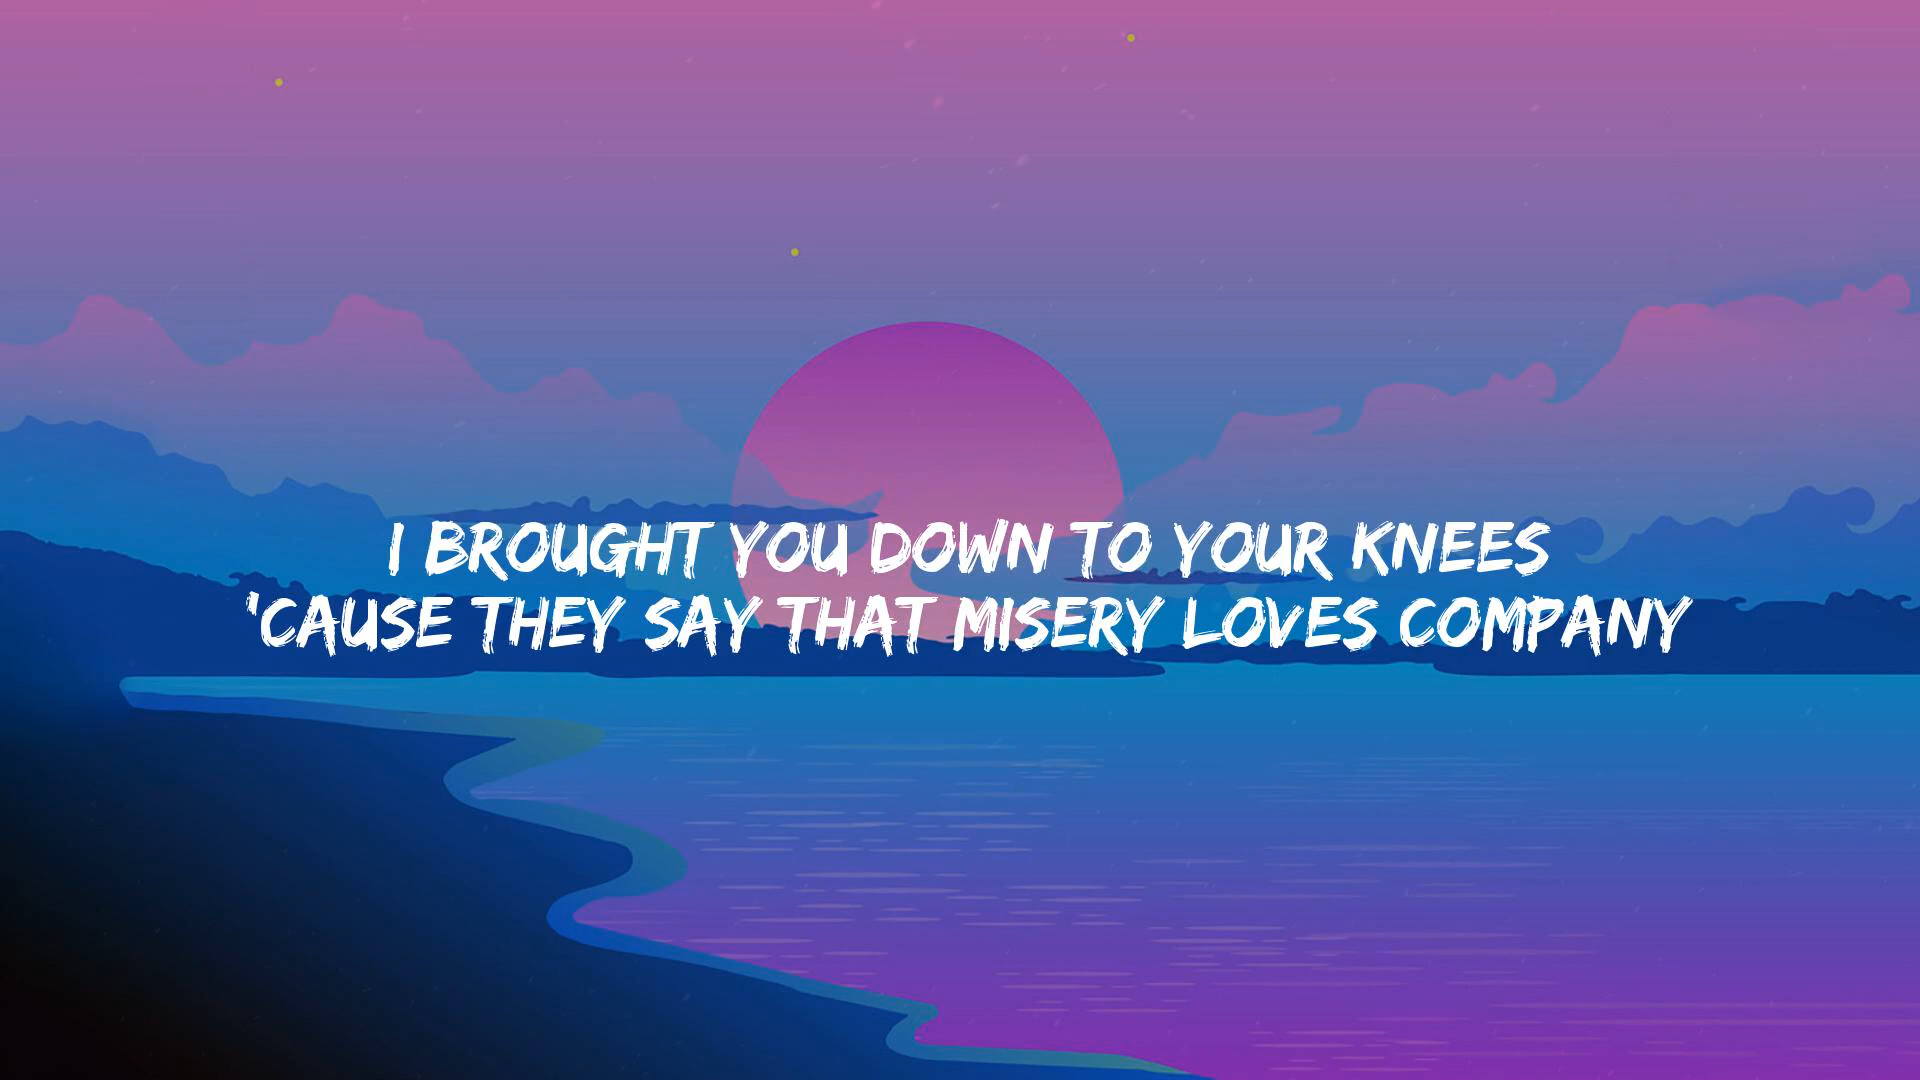 I BROUGHT YOU DOWN TO YOUR KNEES
'CAUSE THEY SAY THAT MISERY LOVES COMPANY